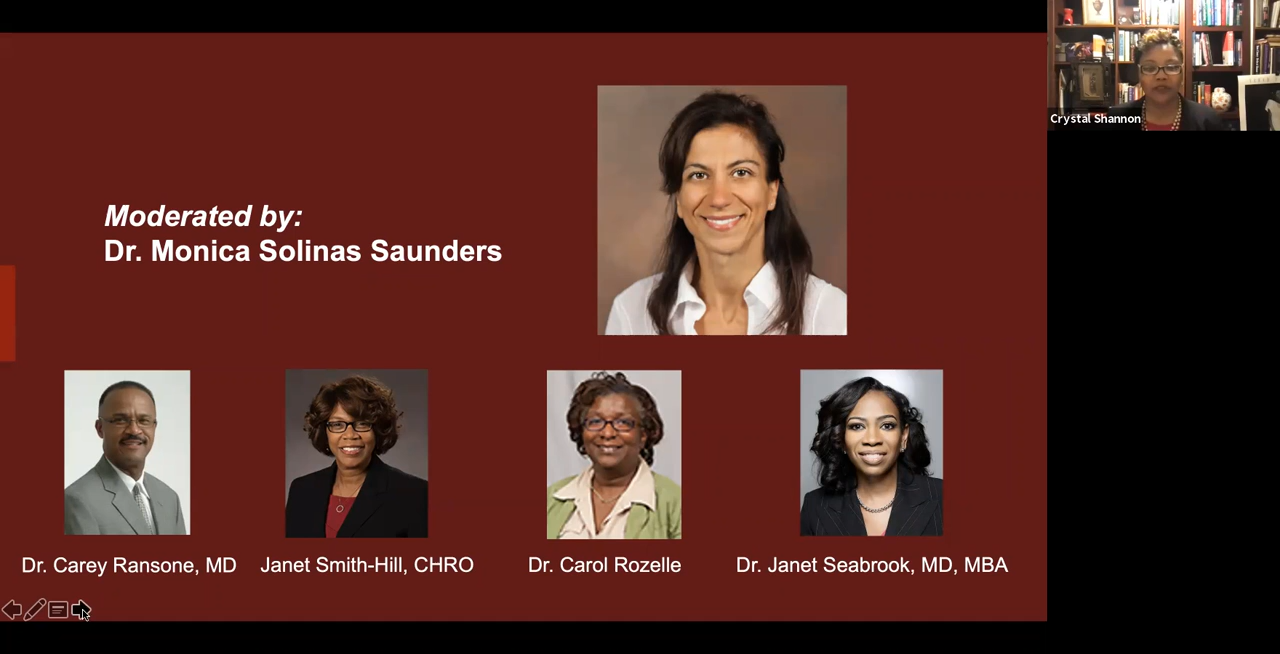 Moderated by:
Dr. Monica Solinas Saunders
Crystal Shannon
Dr. Carey Ransone, MD
Janet Smith-Hill, CHRO
Dr. Carol Rozelle
Dr. Janet Seabrook, MD, MBA